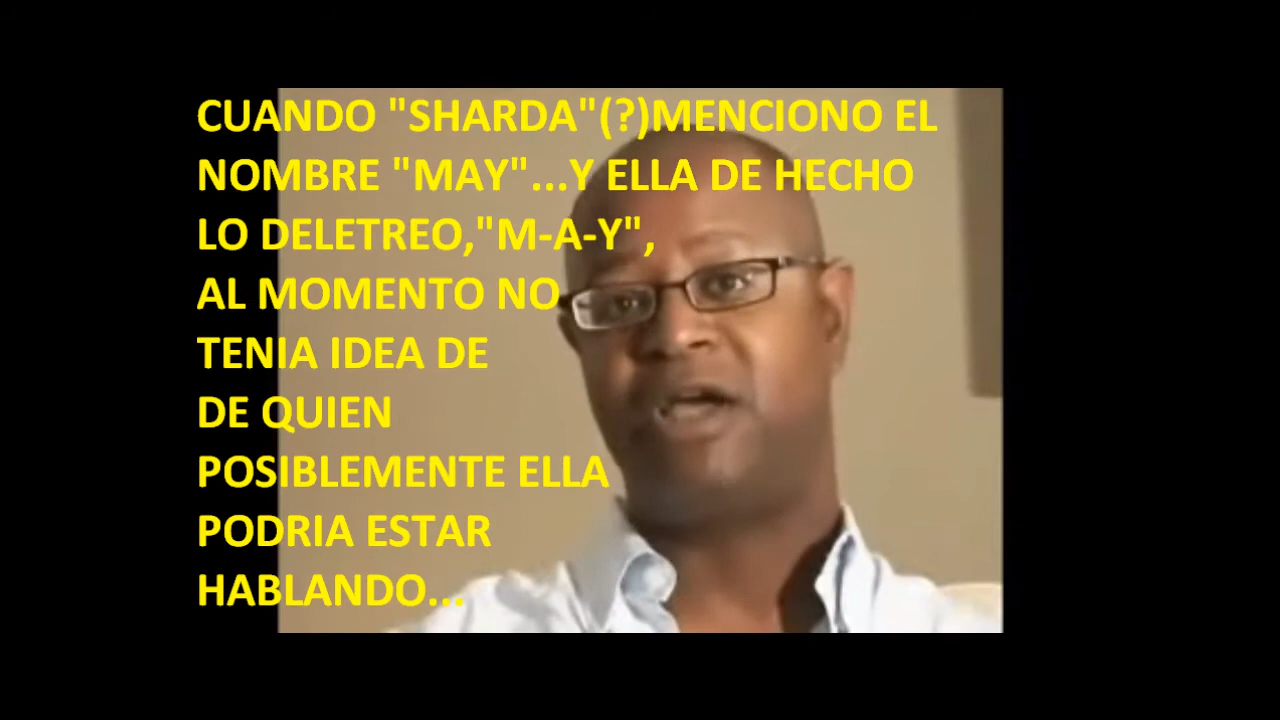 CUANDO "SHARDA"(?)MENCIONO EL
NOMBRE "MAY"...Y ELLA DE HECHO
LO DELETREO,"M-A-Y",
AL MOMENTO NO
TENIA IDEA DE
DE QUIEN
POSIBLEMENTE ELLA
PODRIA ESTAR
HABLANDO...